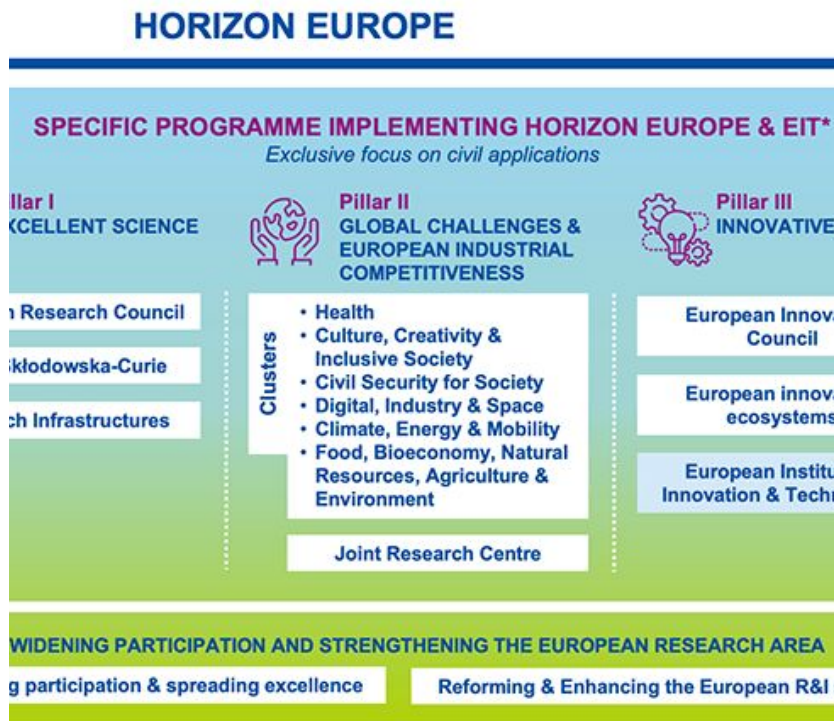 HORIZON EUROPE
SPECIFIC PROGRAMME IMPLEMENTING HORIZON EUROPE & EIT*
Exclusive focus on civil applications
llar I
XCELLENT SCIENCE
n Research Council
Skłodowska-Curie
ch Infrastructures
Pillar II
GLOBAL CHALLENGES &
EUROPEAN INDUSTRIAL
COMPETITIVENESS
Clusters
• Health
• Culture, Creativity &
Inclusive Society
• Civil Security for Society
• Digital, Industry & Space
• Climate, Energy & Mobility
• Food, Bioeconomy, Natural
Resources, Agriculture &
Environment
Joint Research Centre
Pillar III
INNOVATIVE
European Innova
Council
European innova
ecosystems
European Institu
Innovation & Techn
WIDENING PARTICIPATION AND STRENGTHENING THE EUROPEAN RESEARCH AREA
g participation & spreading excellence
Reforming & Enhancing the European R&I